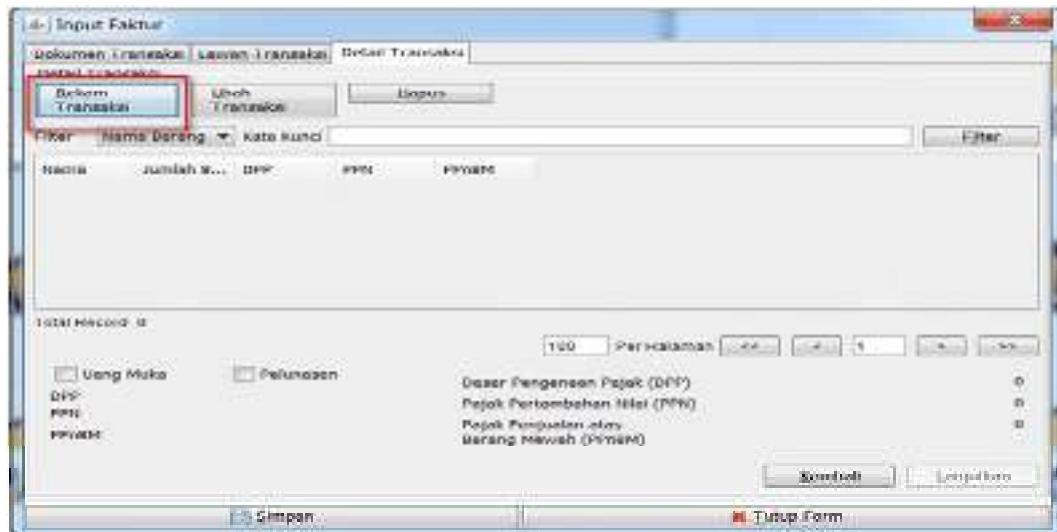 Input Faktur
Dokumen Transaksi Lawan Transaksi Detail Transaksi
Detail Transaksi
Rekam Transaksi Ubah Transaksi Hapus
Filter Nama Barang Kata Kunci Filter
Nama Jumlah B... DPP PPN PPnBM
Total Record 0
100 Per Halaman << < 1 > >>
Uang Muka Pelunasan
Dasar Pengenaan Pajak (DPP) 0
DPP
Pajak Pertambahan Nilai (PPN) 0
PPN
Pajak Penjualan atas
Barang Mewah (PPnBM) 0
PPnBM
Kembali Lanjutkan
Simpan Tutup Form